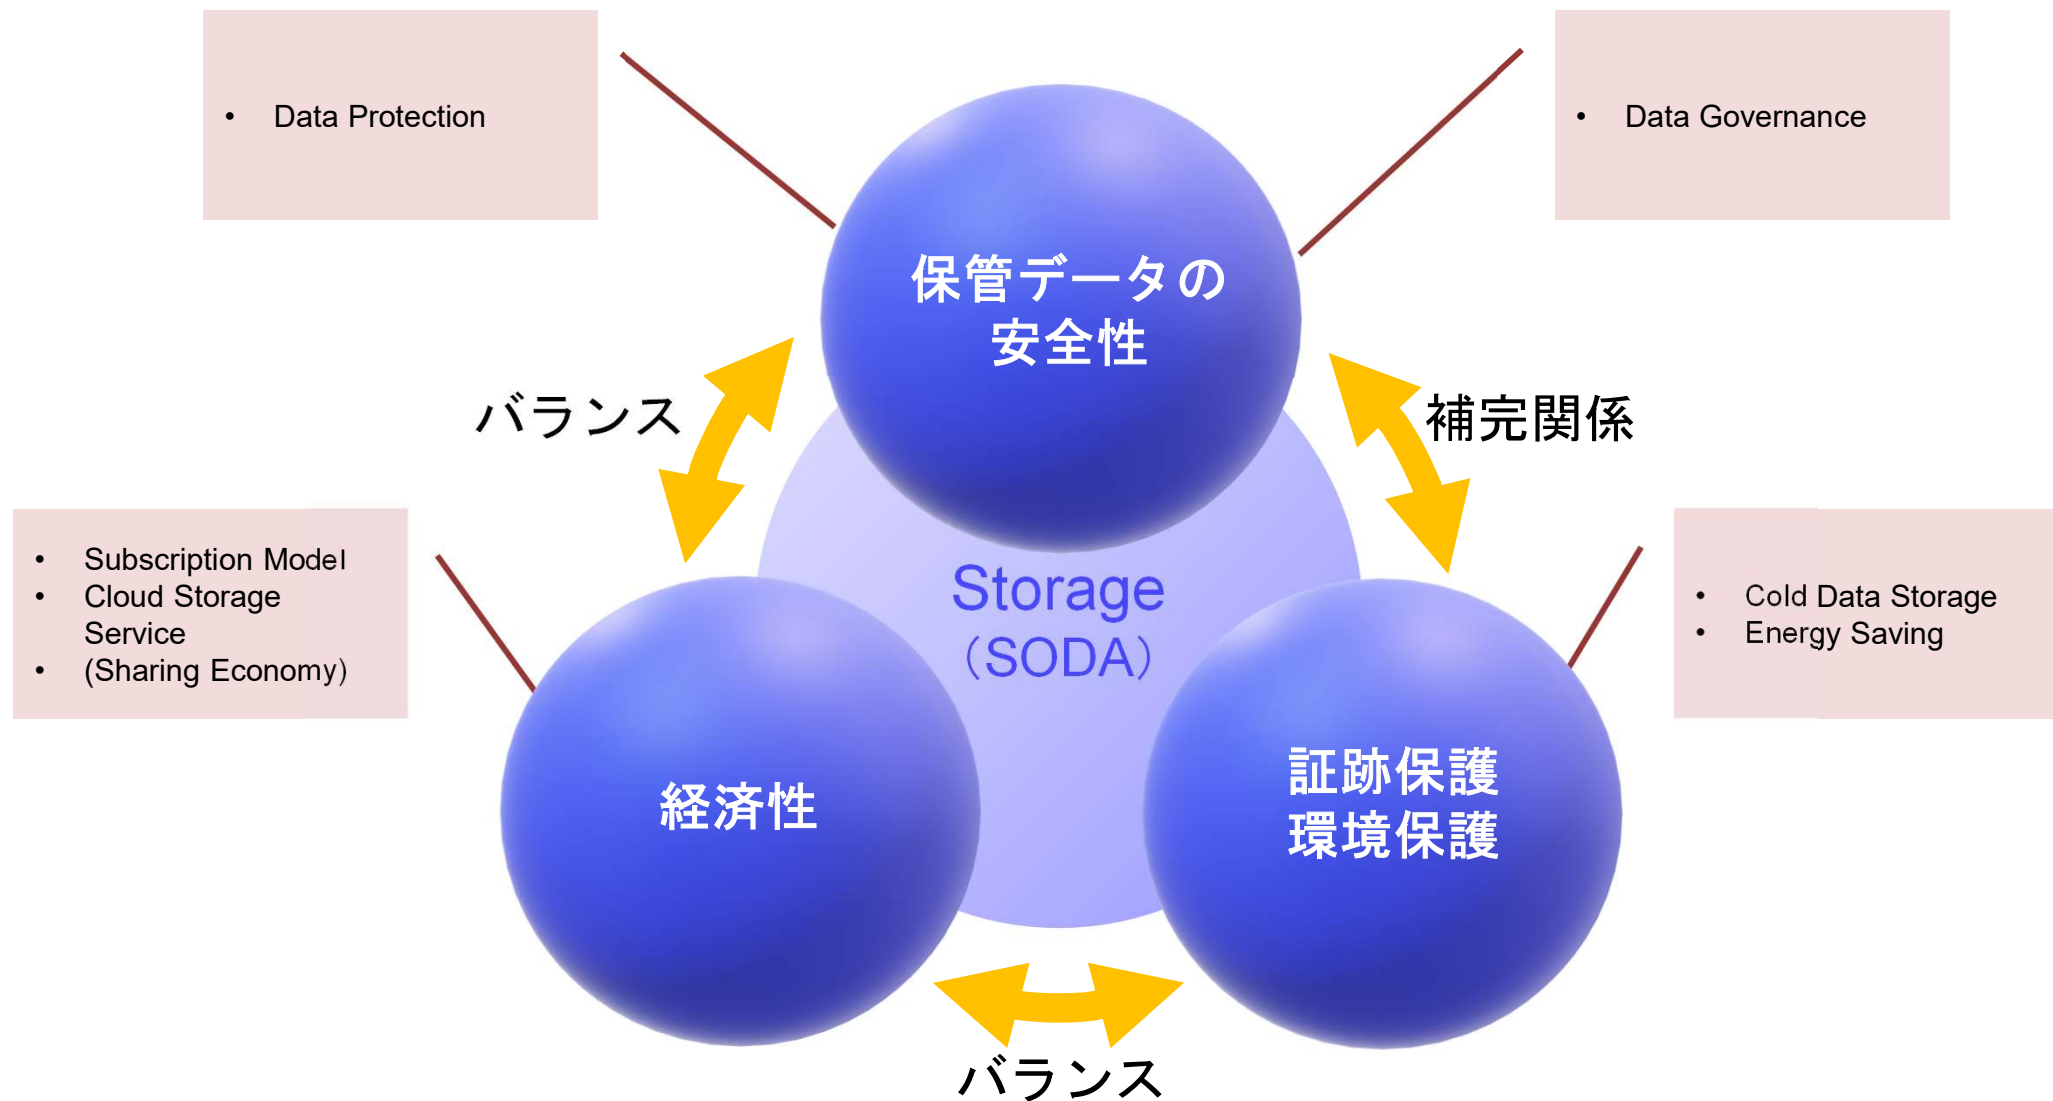 • Data Protection
• Data Governance
保管データの
安全性
バランス
補完関係
• Subscription Model
• Cloud Storage
Service
• (Sharing Economy)
Storage
（SODA）
• Cold Data Storage
• Energy Saving
経済性
証跡保護
環境保護
バランス